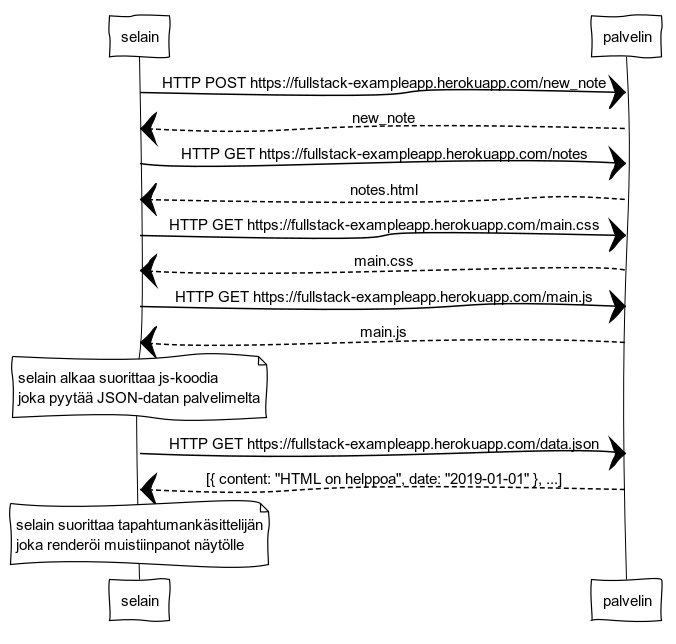 selain
palvelin
HTTP POST https://fullstack-exampleapp.herokuapp.com/new_note
new_note
HTTP GET https://fullstack-exampleapp.herokuapp.com/notes
notes.html
HTTP GET https://fullstack-exampleapp.herokuapp.com/main.css
main.css
HTTP GET https://fullstack-exampleapp.herokuapp.com/main.js
main.js
selain alkaa suorittaa js-koodia
joka pyytää JSON-datan palvelimelta
HTTP GET https://fullstack-exampleapp.herokuapp.com/data.json
[{ content: "HTML on helppoa", date: "2019-01-01" }, ...]
selain suorittaa tapahtumankäsittelijän
joka renderöi muistiinpanot näytölle
selain
palvelin